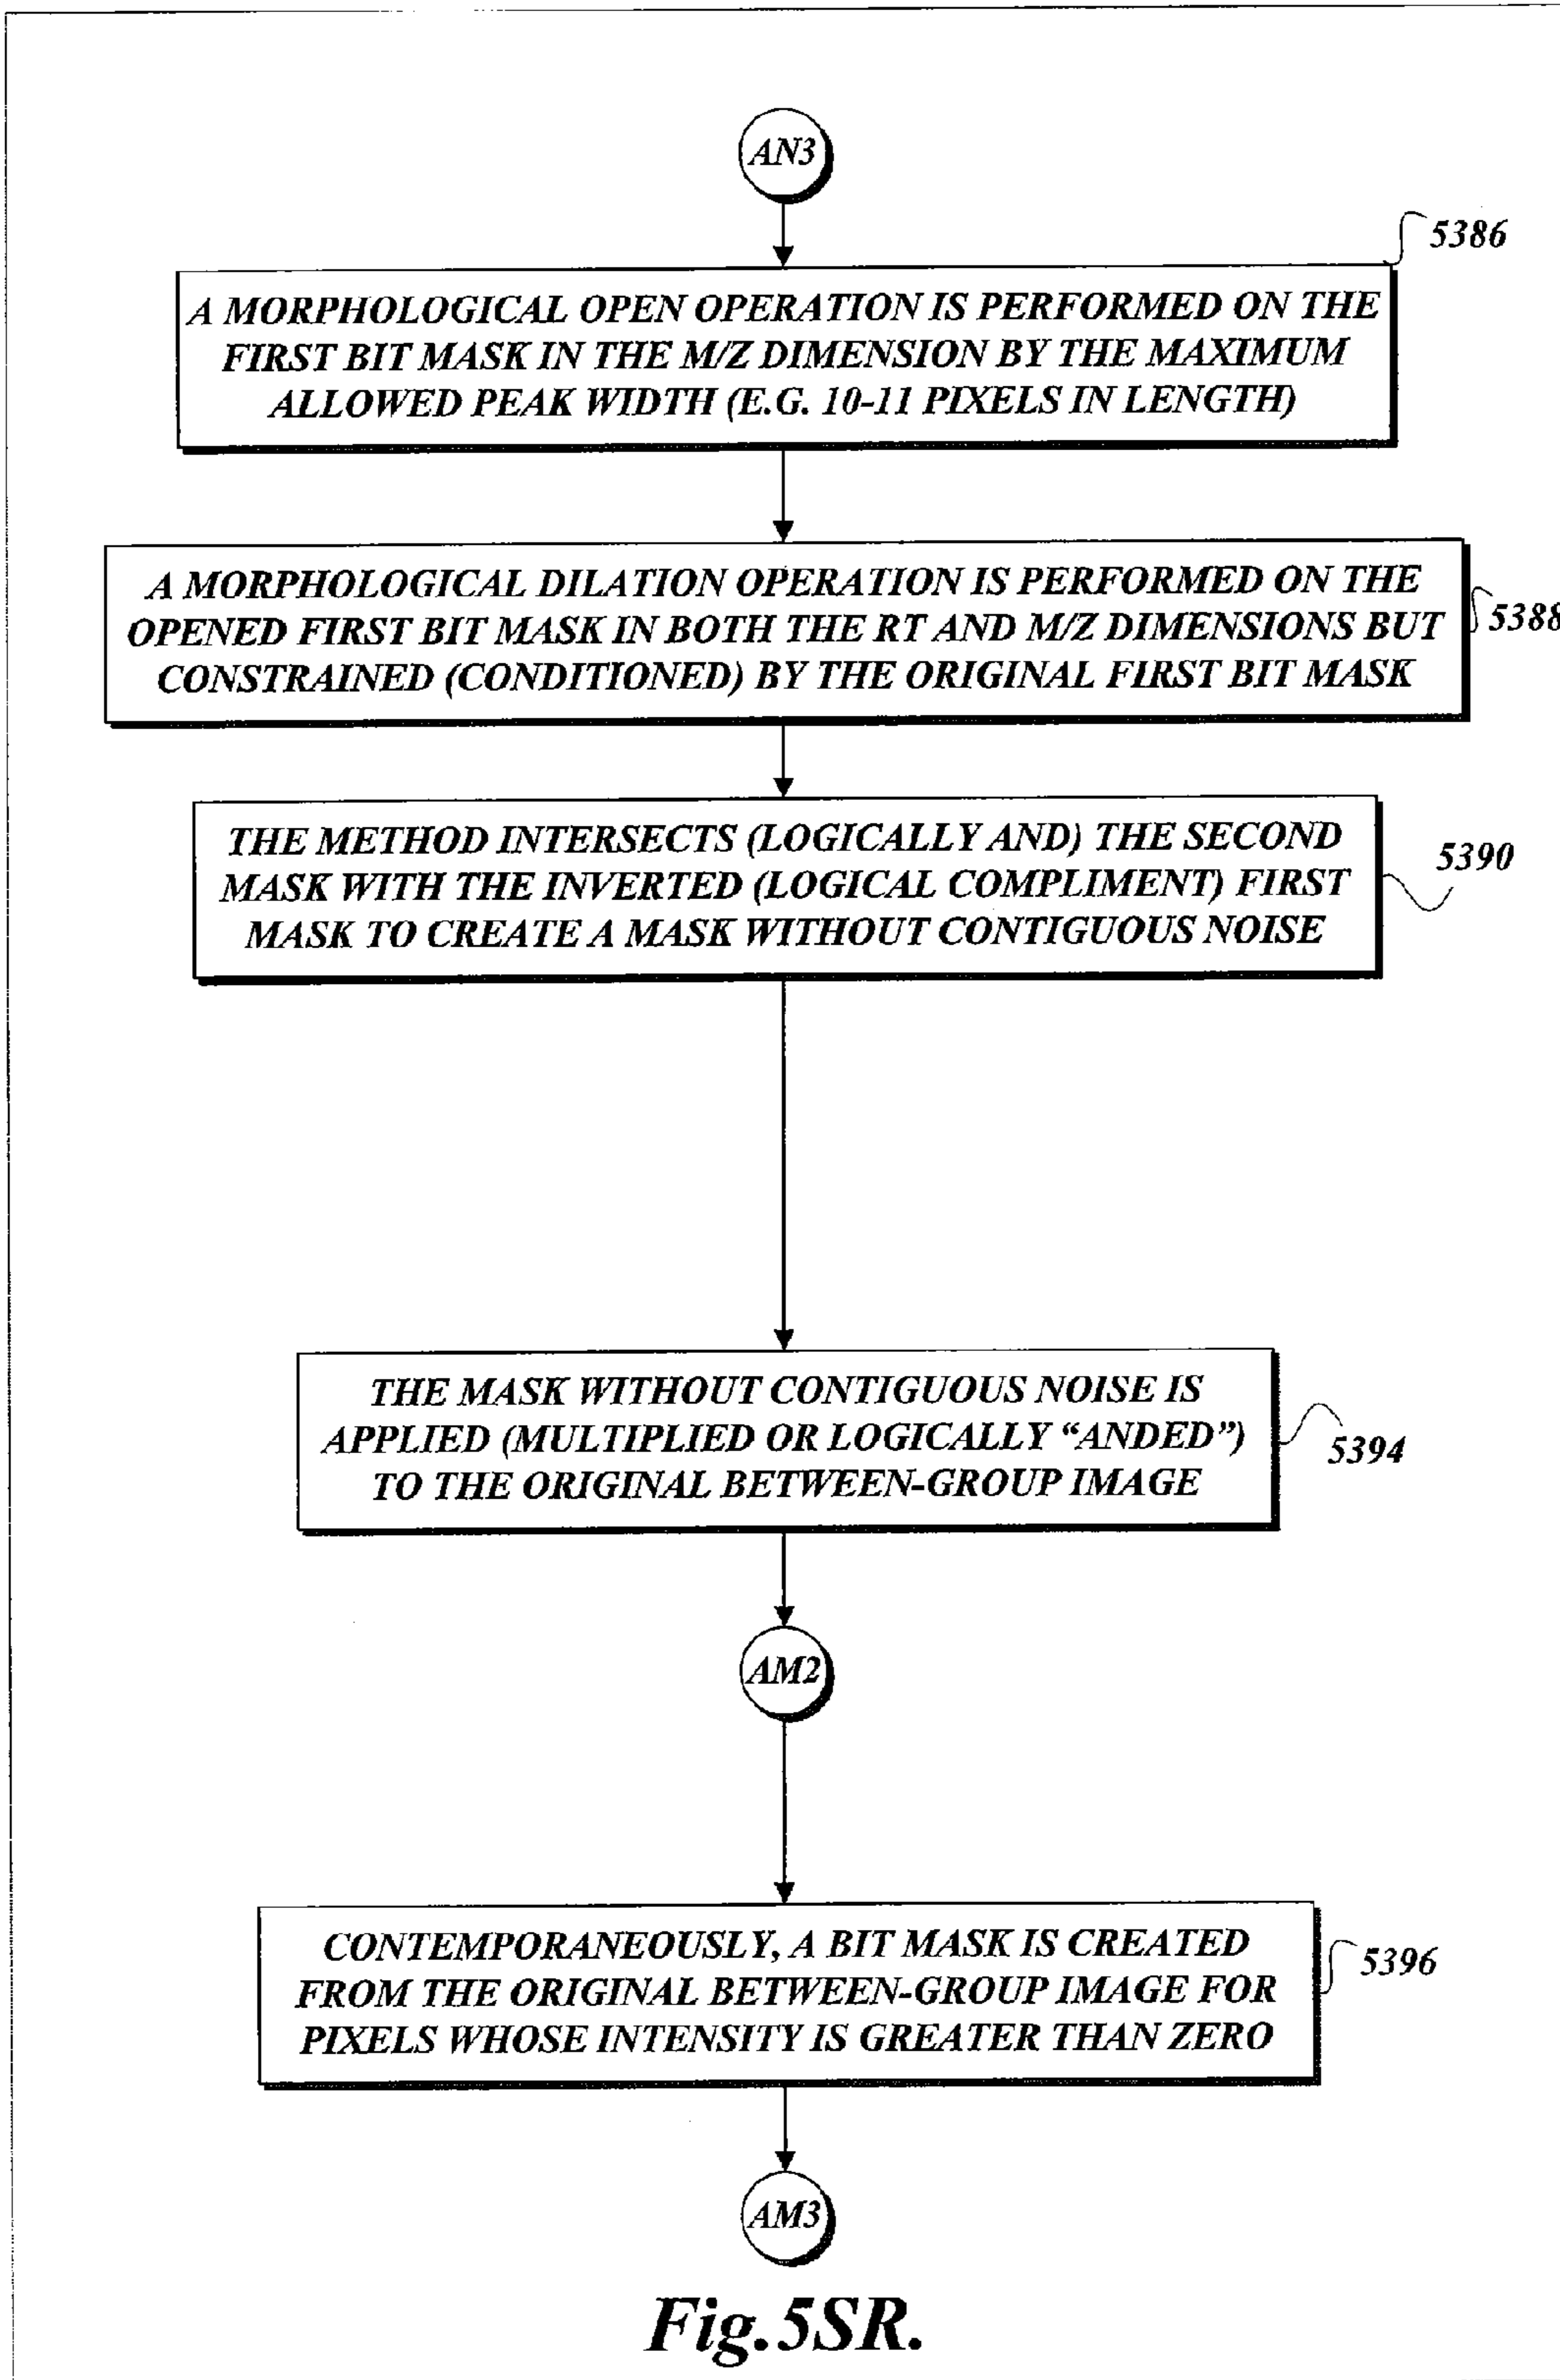 AN3
5386
A MORPHOLOGICAL OPEN OPERATION IS PERFORMED ON THE
FIRST BIT MASK IN THE M/Z DIMENSION BY THE MAXIMUM
ALLOWED PEAK WIDTH (E.G. 10-11 PIXELS IN LENGTH)
A MORPHOLOGICAL DILATION OPERATION IS PERFORMED ON THE
OPENED FIRST BIT MASK IN BOTH THE RT AND M/Z DIMENSIONS BUT
CONSTRAINED (CONDITIONED) BY THE ORIGINAL FIRST BIT MASK
5388
THE METHOD INTERSECTS (LOGICALLY AND) THE SECOND
MASK WITH THE INVERTED (LOGICAL COMPLIMENT) FIRST
MASK TO CREATE A MASK WITHOUT CONTIGUOUS NOISE
5390
THE MASK WITHOUT CONTIGUOUS NOISE IS
APPLIED (MULTIPLIED OR LOGICALLY “ANDED”)
TO THE ORIGINAL BETWEEN-GROUP IMAGE
5394
AM2
CONTEMPORANEOUSLY, A BIT MASK IS CREATED
FROM THE ORIGINAL BETWEEN-GROUP IMAGE FOR
PIXELS WHOSE INTENSITY IS GREATER THAN ZERO
5396
AM3
Fig.5SR.